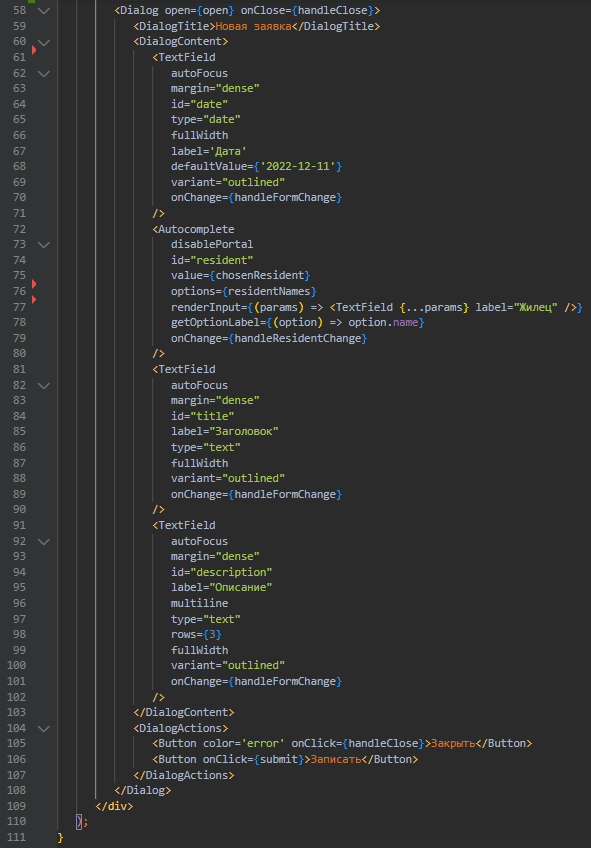 58 <Dialog open={open} onClose={handleClose}>
59 <DialogTitle>Новая заявка</DialogTitle>
60 <DialogContent>
61 <TextField
62 autoFocus
63 margin="dense"
64 id="date"
65 type="date"
66 fullWidth
67 label='Дата'
68 defaultValue={'2022-12-11'}
69 variant="outlined"
70 onChange={handleFormChange}
71 />
72 <Autocomplete
73 disablePortal
74 id="resident"
75 value={chosenResident}
76 options={residentNames}
77 renderInput={(params) => <TextField {...params} label="Жилец" />}
78 getOptionLabel={(option) => option.name}
79 onChange={handleResidentChange}
80 />
81 <TextField
82 autoFocus
83 margin="dense"
84 id="title"
85 label="Заголовок"
86 type="text"
87 fullWidth
88 variant="outlined"
89 onChange={handleFormChange}
90 />
91 <TextField
92 autoFocus
93 margin="dense"
94 id="description"
95 label="Описание"
96 multiline
97 type="text"
98 rows={3}
99 fullWidth
100 variant="outlined"
101 onChange={handleFormChange}
102 />
103 </DialogContent>
104 <DialogActions>
105 <Button color='error' onClick={handleClose}>Закрыть</Button>
106 <Button onClick={submit}>Записать</Button>
107 </DialogActions>
108 </Dialog>
109 </div>
110 );
111 }